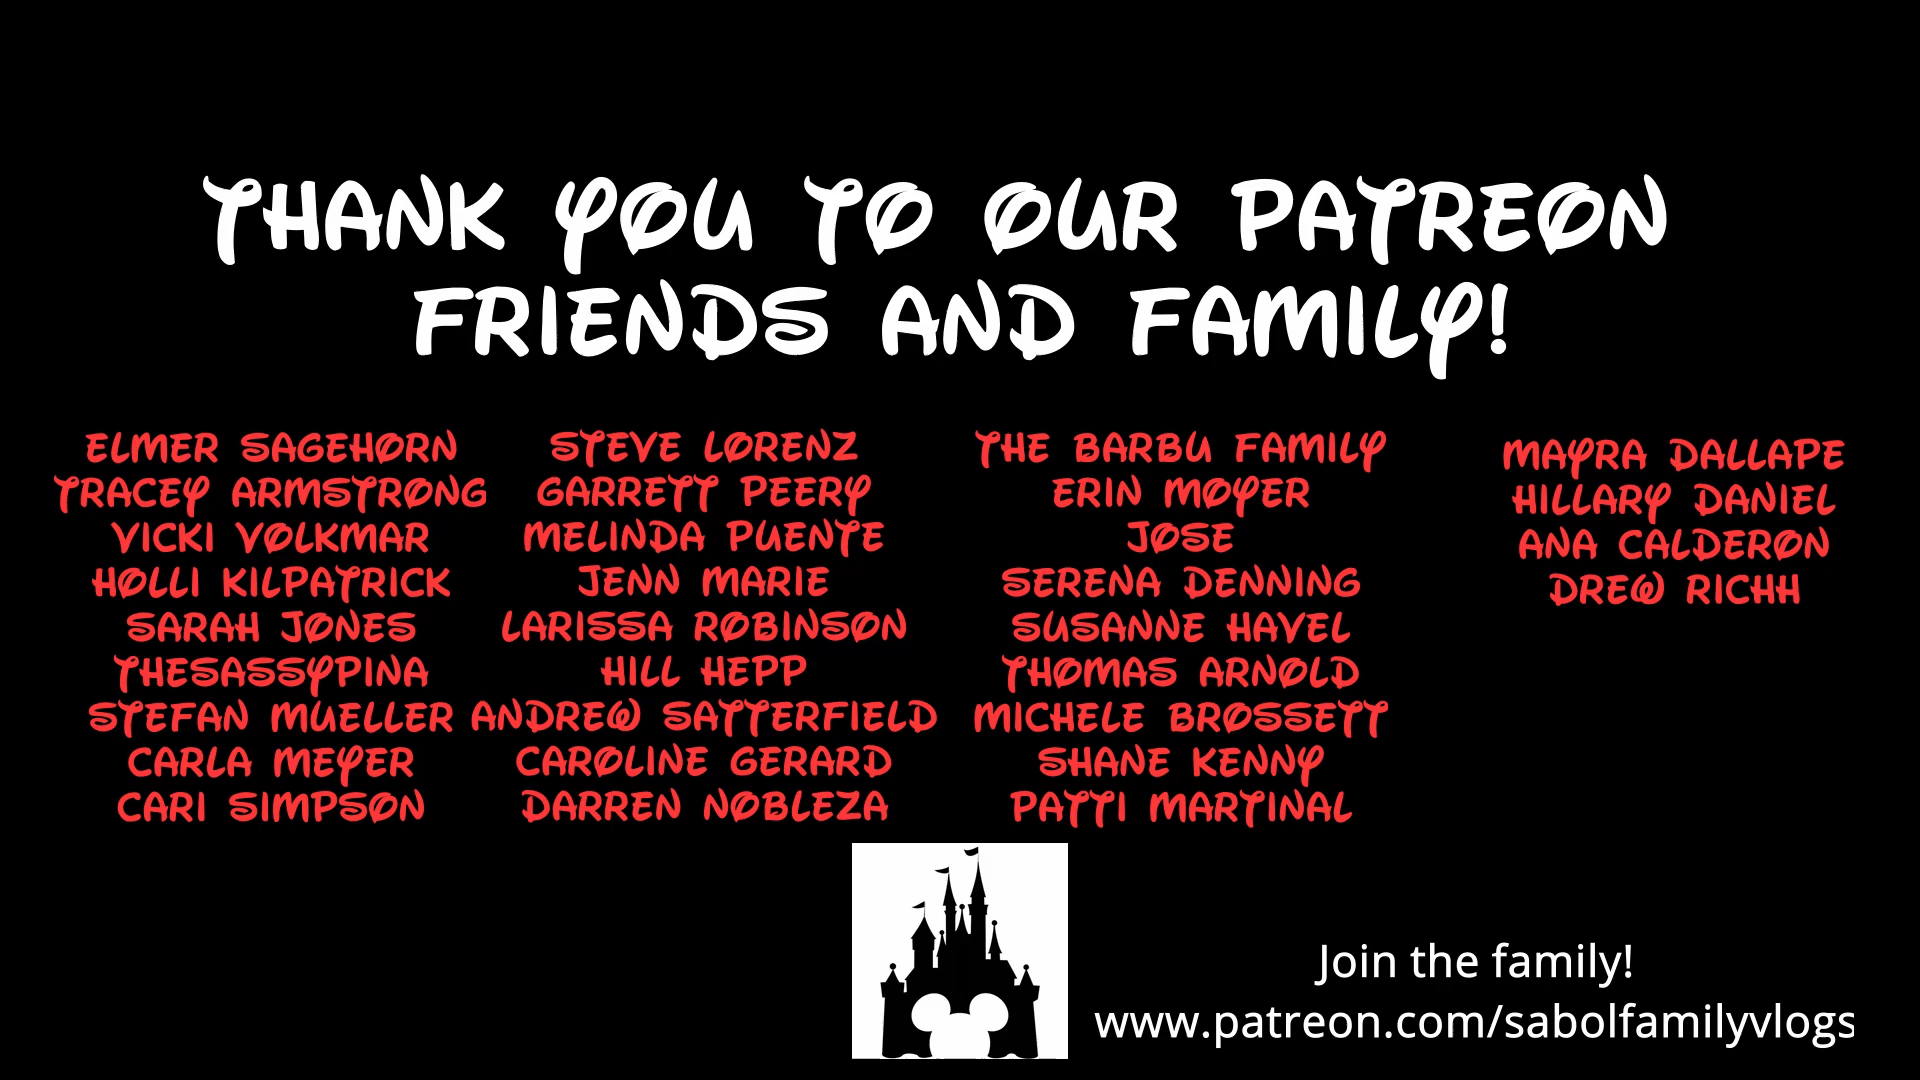 THANK YOU TO OUR PATREON
FRIENDS AND FAMILY!
ELMER SAGEHORN
TRACEY ARMSTRONG
VICKI VOLKMAR
HOLLI KILPATRICK
SARAH JONES
THESASSYPINA
STEFAN MUELLER
CARLA MEYER
CARI SIMPSON
STEVE LORENZ
GARRETT PEERY
MELINDA PUENTE
JENN MARIE
LARISSA ROBINSON
HILL HEPP
ANDREW SATTERFIELD
CAROLINE GERARD
DARREN NOBLEZA
THE BARBU FAMILY
ERIN MOYER
JOSE
SERENA DENNING
SUSANNE HAVEL
THOMAS ARNOLD
MICHELE BROSSETT
SHANE KENNY
PATTI MARTINAL
MAYRA DALLAPE
HILLARY DANIEL
ANA CALDERON
DREW RICHH
Join the family!
www.patreon.com/sabolfamilyvlogs